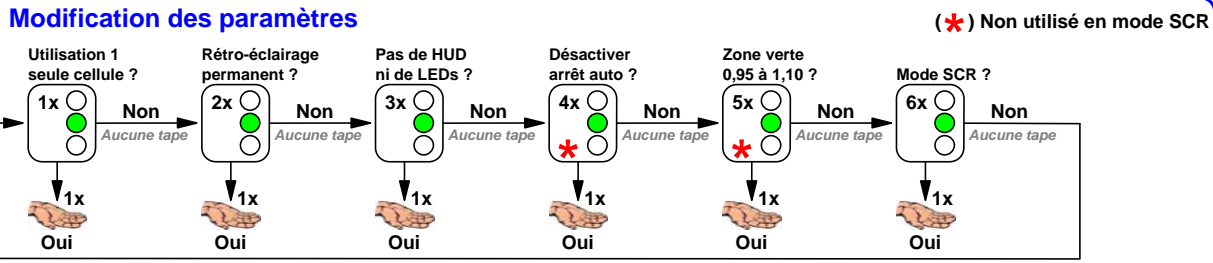 Modification des paramètres
(*) Non utilisé en mode SCR
Utilisation 1
seule cellule ?
Rétro-éclairage
permanent ?
Pas de HUD
ni de LEDs ?
Désactiver
arrêt auto ?
Zone verte
0,95 à 1,10 ?
Mode SCR ?
1x
Non
Aucune tape
2x
Non
Aucune tape
3x
Non
Aucune tape
4x
*
Non
Aucune tape
5x
*
Non
Aucune tape
6x
Non
Aucune tape
1x
Oui
1x
Oui
1x
Oui
1x
Oui
1x
Oui
1x
Oui